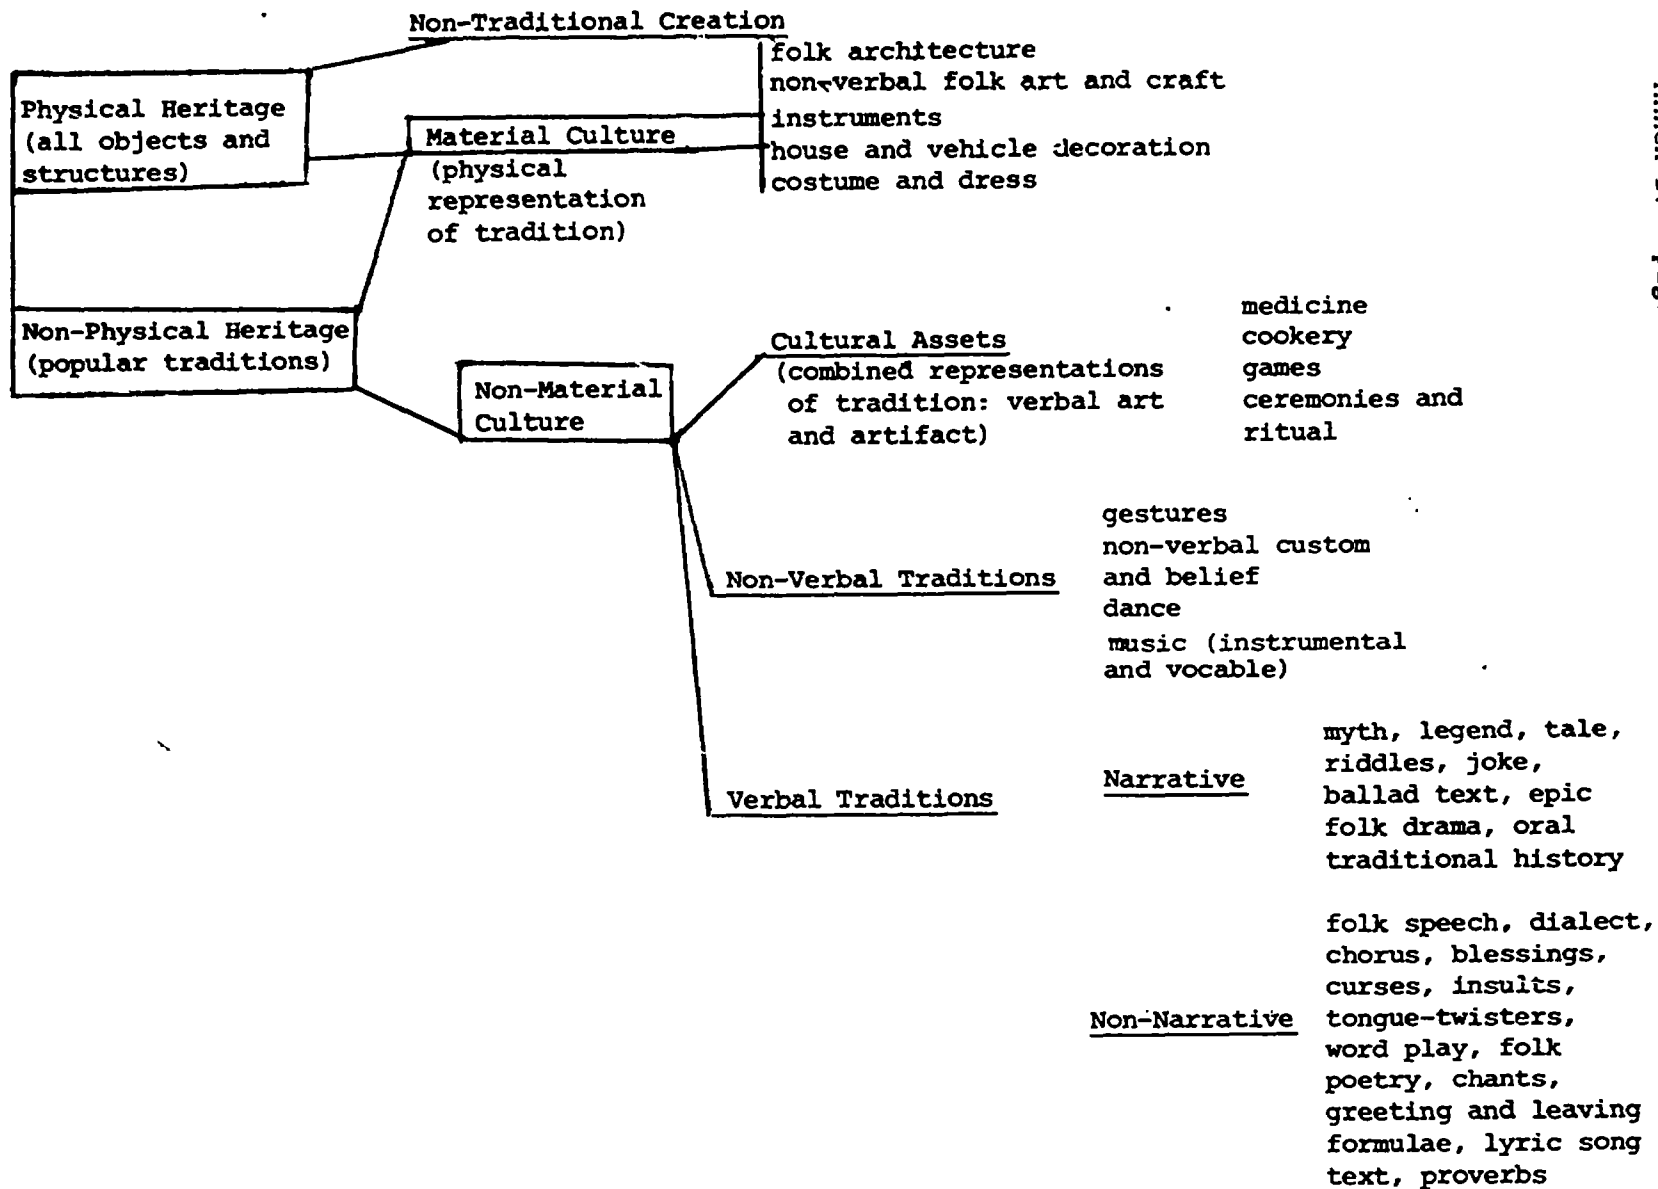 Non-Traditional Creation
Physical Heritage
(all objects and
structures)
Material Culture
(physical
representation
of tradition)
folk architecture
non-verbal folk art and craft
instruments
house and vehicle decoration
costume and dress
Non-Physical Heritage
(popular traditions)
Non-Material
Culture
Cultural Assets
(combined representations
of tradition: verbal art
and artifact)
medicine
cookery
games
ceremonies and
ritual
Non-Verbal Traditions
gestures
non-verbal custom
and belief
dance
music (instrumental
and vocable)
Verbal Traditions
Narrative
myth, legend, tale,
riddles, joke,
ballad text, epic
folk drama, oral
traditional history
Non-Narrative
folk speech, dialect,
chorus, blessings,
curses, insults,
tongue-twisters,
word play, folk
poetry, chants,
greeting and leaving
formulae, lyric song
text, proverbs